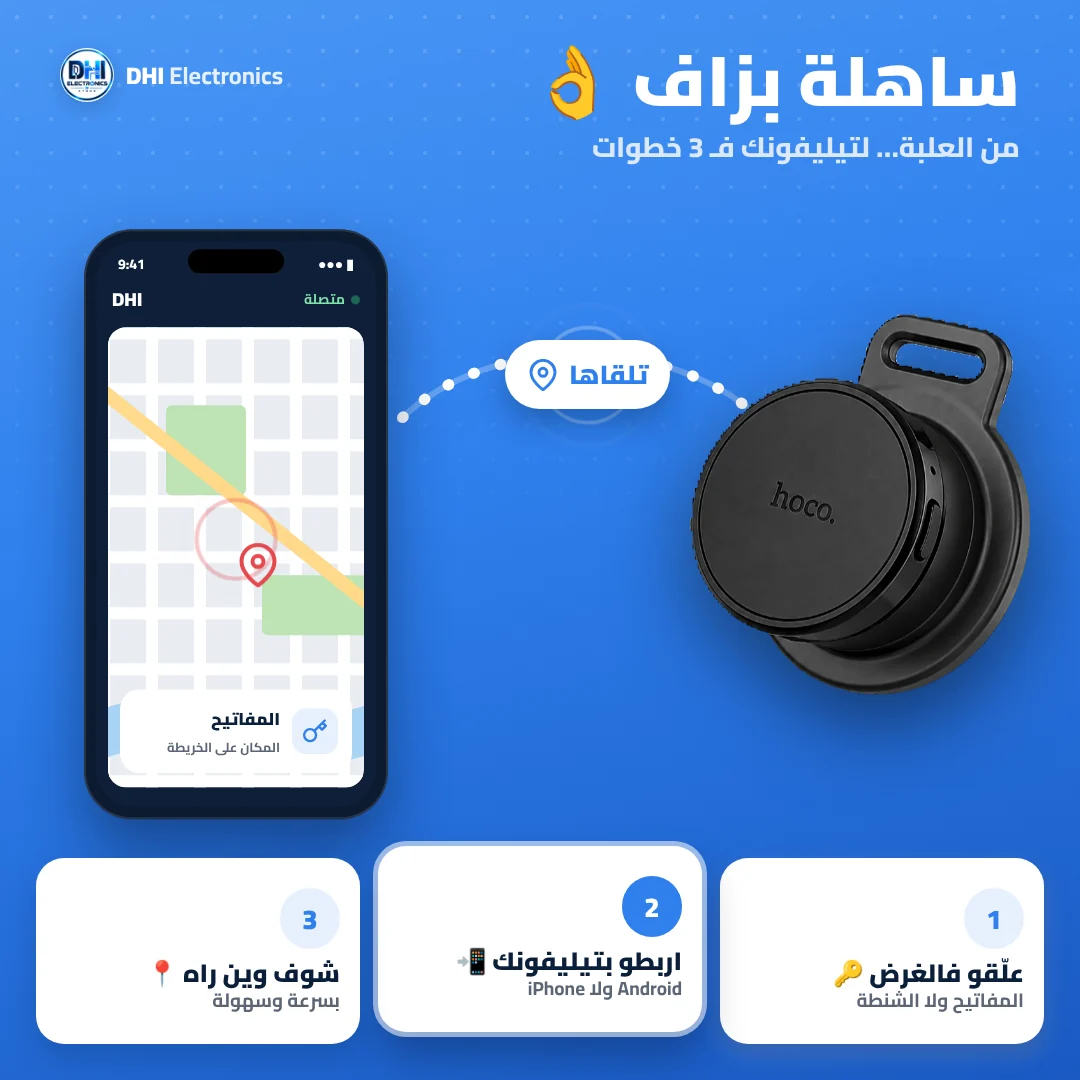 DHI ELECTRONICS
DHI Electronics
ساهلة بزاف 👌
من العلبة... لتيليفونك فـ 3 خطوات
9:41
DHI
متصلة
تلقاها
hoco.
المفاتيح
المكان على الخريطة
1
علّقو فالغرض 🔑
المفاتيح ولا الشنطة
2
اربطو بتيليفونك 📲
Android ولا iPhone
3
شوف وين راه 📍
بسرعة وسهولة